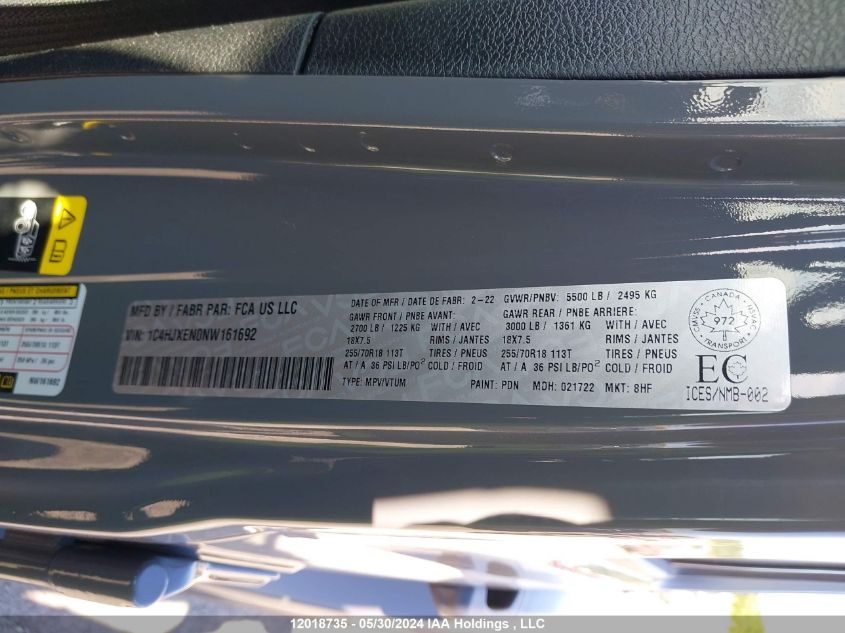 MFD BY / FABR PAR: FCA US LLC
VIN: 1C4HJXEN0NW161692
DATE OF MFR / DATE DE FABR: 2-22 GVWR/PNBV: 5500 LB / 2495 KG
GAWR FRONT / PNBE AVANT: GAWR REAR / PNBE ARRIERE:
2700 LB / 1225 KG WITH / AVEC 3000 LB / 1361 KG WITH / AVEC
18X7.5 RIMS / JANTES 18X7.5 RIMS / JANTES
255/70R18 113T TIRES / PNEUS 255/70R18 113T TIRES / PNEUS
AT / A 36 PSI LB/PO² COLD / FROID AT / A 36 PSI LB/PO² COLD / FROID
TYPE: MPV/VTUM PAINT: PDN MDH: 021722 MKT: 8HF
CANADA
972
TRANSPORT
EC
ICES/NMB-002
NW161692
12018735 - 05/30/2024 IAA Holdings , LLC